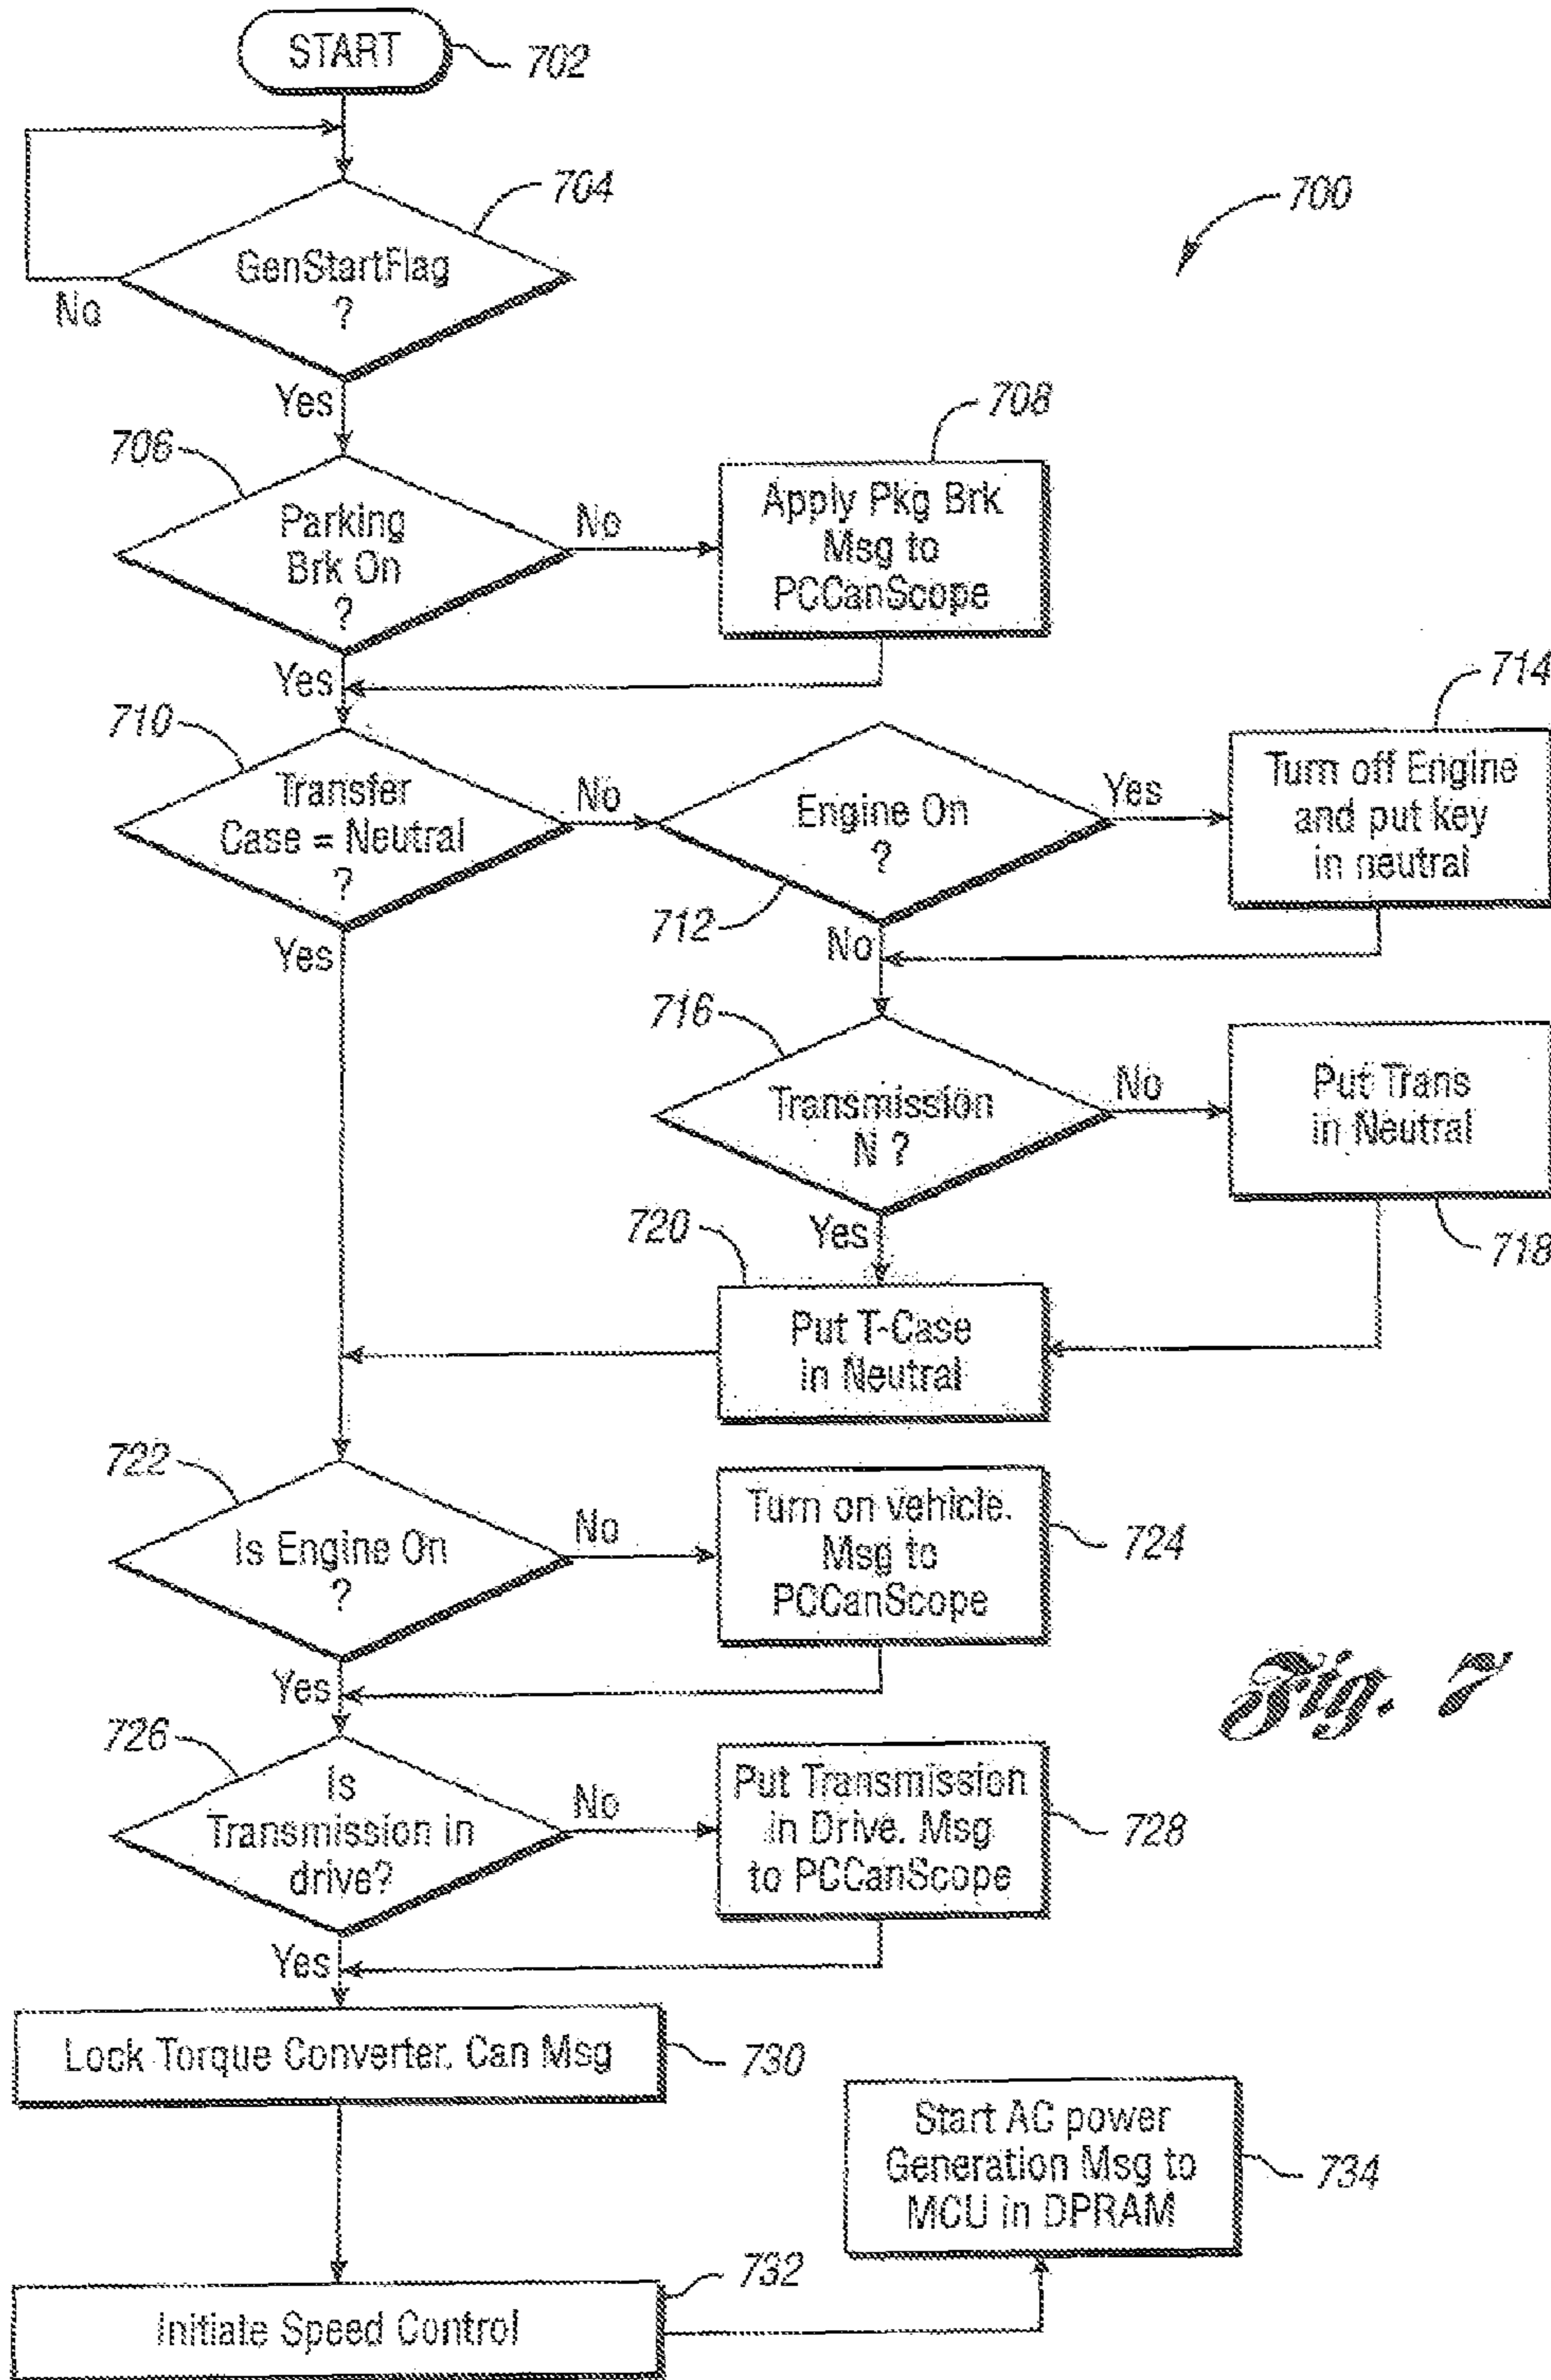 START
702
700
704
GenStartFlag
?
No
Yes
706
Parking
Brk On
?
No
708
Apply Pkg Brk
Msg to
PCCanScope
Yes
710
Transfer
Case = Neutral
?
No
Engine On
?
712
Yes
714
Turn off Engine
and put key
in neutral
Yes
No
716
Transmission
N ?
No
Put Trans
in Neutral
718
Yes
720
Put T-Case
in Neutral
722
Is Engine On
?
No
Turn on vehicle.
Msg to
PCCanScope
724
Yes
Fig. 7
726
Is
Transmission in
drive?
No
Put Transmission
in Drive. Msg
to PCCanScope
728
Yes
Lock Torque Converter. Can Msg
730
Start AC power
Generation Msg to
MCU in DPRAM
734
732
Initiate Speed Control